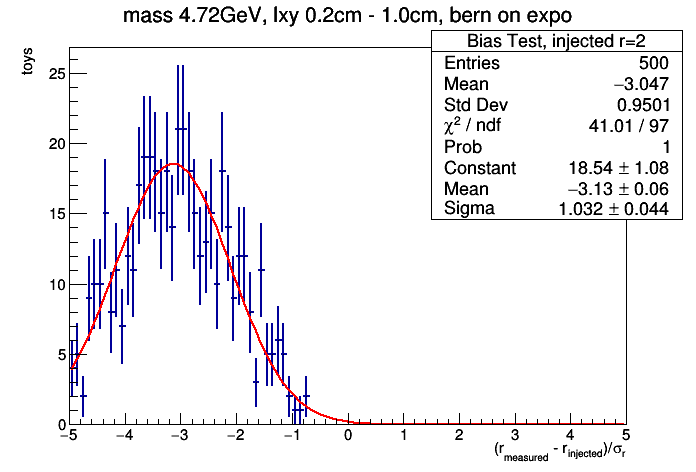 mass 4.72GeV, lxy 0.2cm - 1.0cm, bern on expo
Bias Test, injected r=2
Entries 500
Mean −3.047
Std Dev 0.9501
χ² / ndf 41.01 / 97
Prob 1
Constant 18.54 ± 1.08
Mean −3.13 ± 0.06
Sigma 1.032 ± 0.044
toys
25
20
15
10
5
0
−5 −4 −3 −2 −1 0 1 2 3 4 5
(r_measured - r_injected)/σ_r